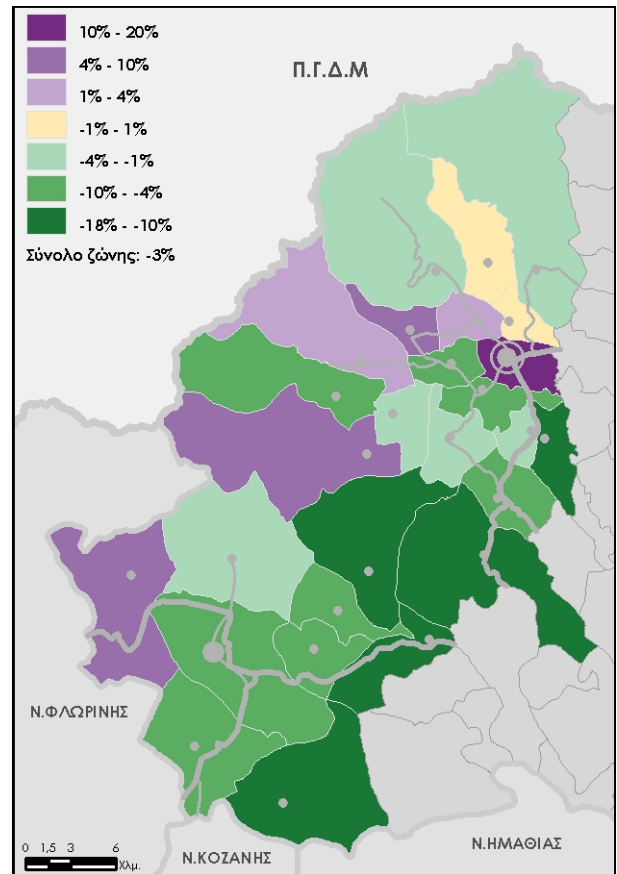 10% - 20%
4% - 10%
1% - 4%
-1% - 1%
-4% - -1%
-10% - -4%
-18% - -10%
Σύνολο ζώνης: -3%
Π.Γ.Δ.Μ
Ν.ΦΛΩΡΙΝΗΣ
Ν.ΚΟΖΑΝΗΣ
Ν.ΗΜΑΘΙΑΣ
0 1,5 3 6
Χλμ.